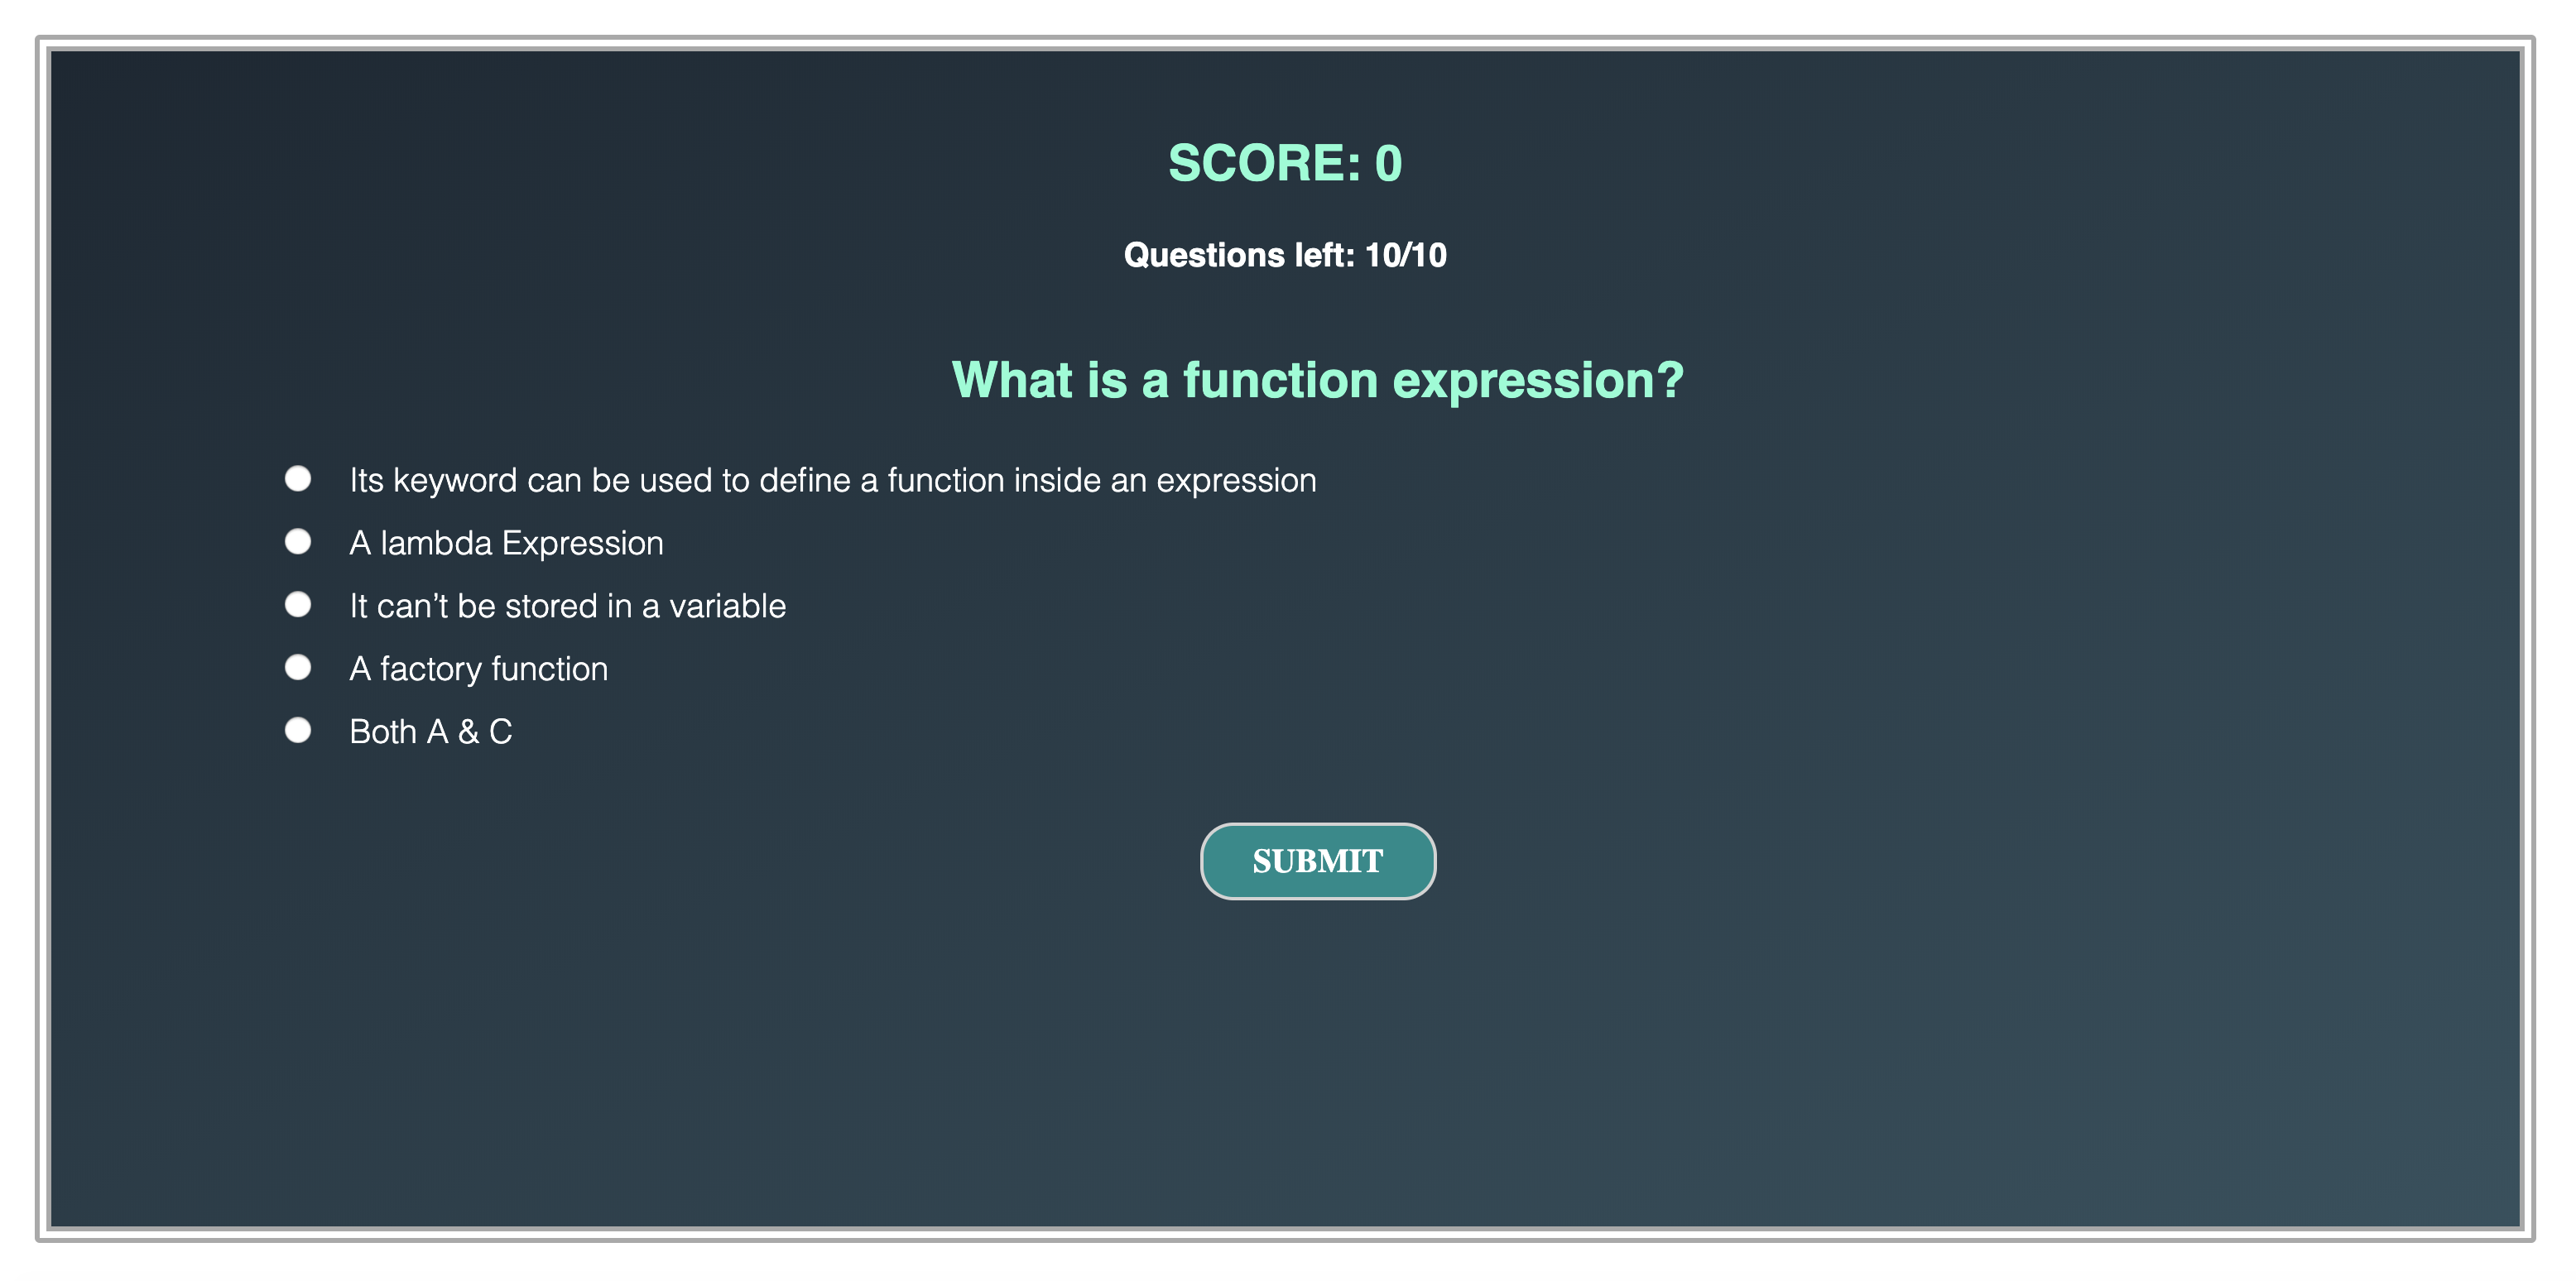 SCORE: 0
Questions left: 10/10
What is a function expression?
Its keyword can be used to define a function inside an expression
A lambda Expression
It can’t be stored in a variable
A factory function
Both A & C
SUBMIT